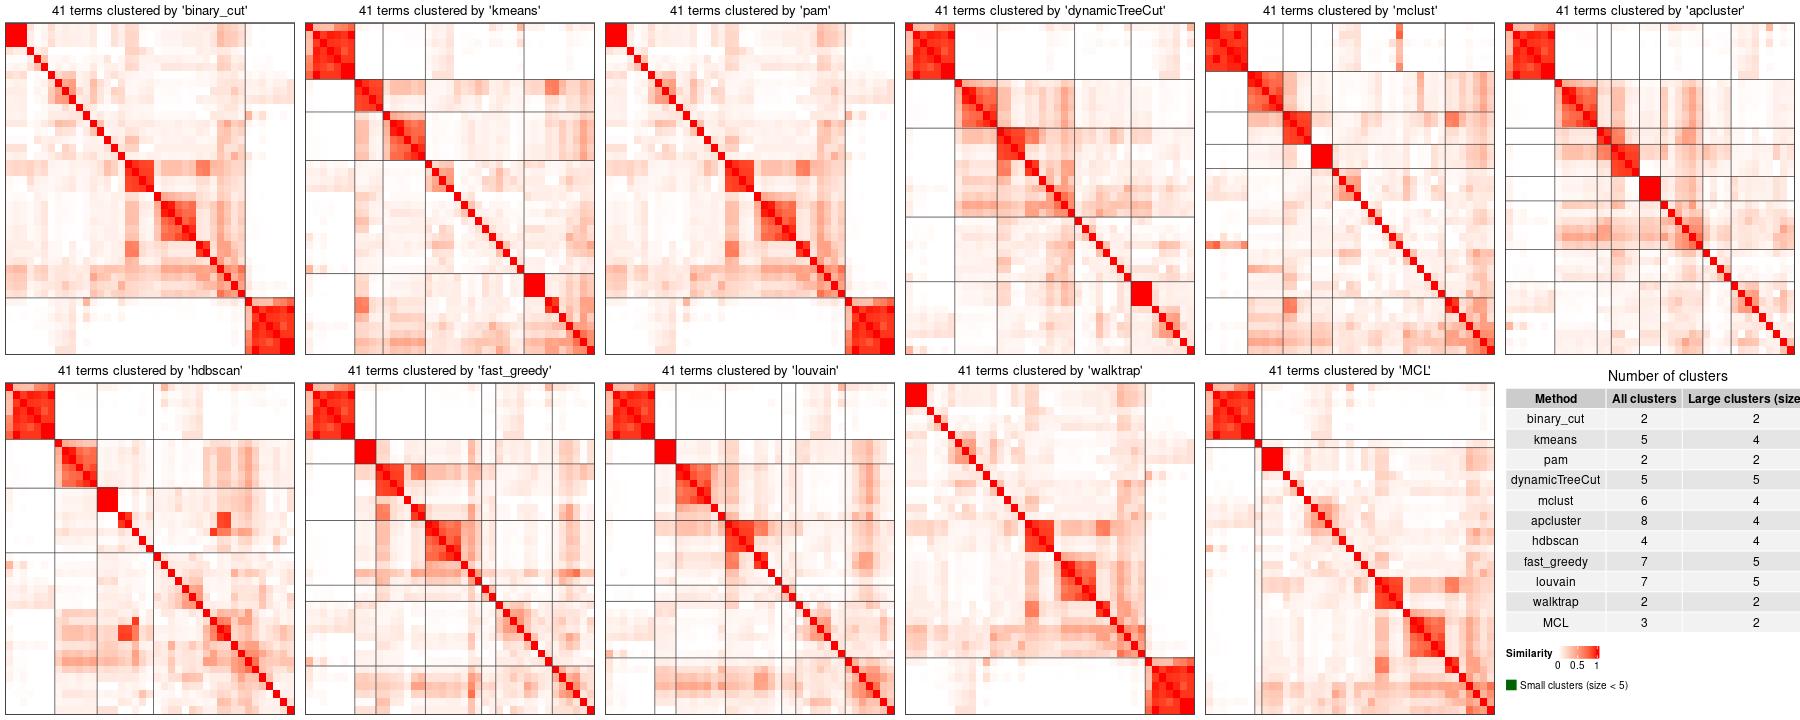 41 terms clustered by 'binary_cut'
41 terms clustered by 'kmeans'
41 terms clustered by 'pam'
41 terms clustered by 'dynamicTreeCut'
41 terms clustered by 'mclust'
41 terms clustered by 'apcluster'
41 terms clustered by 'hdbscan'
41 terms clustered by 'fast_greedy'
41 terms clustered by 'louvain'
41 terms clustered by 'walktrap'
41 terms clustered by 'MCL'
Number of clusters
Method All clusters Large clusters (size
binary_cut 2 2
kmeans 5 4
pam 2 2
dynamicTreeCut 5 5
mclust 6 4
apcluster 8 4
hdbscan 4 4
fast_greedy 7 5
louvain 7 5
walktrap 2 2
MCL 3 2
Similarity
0 0.5 1
Small clusters (size < 5)